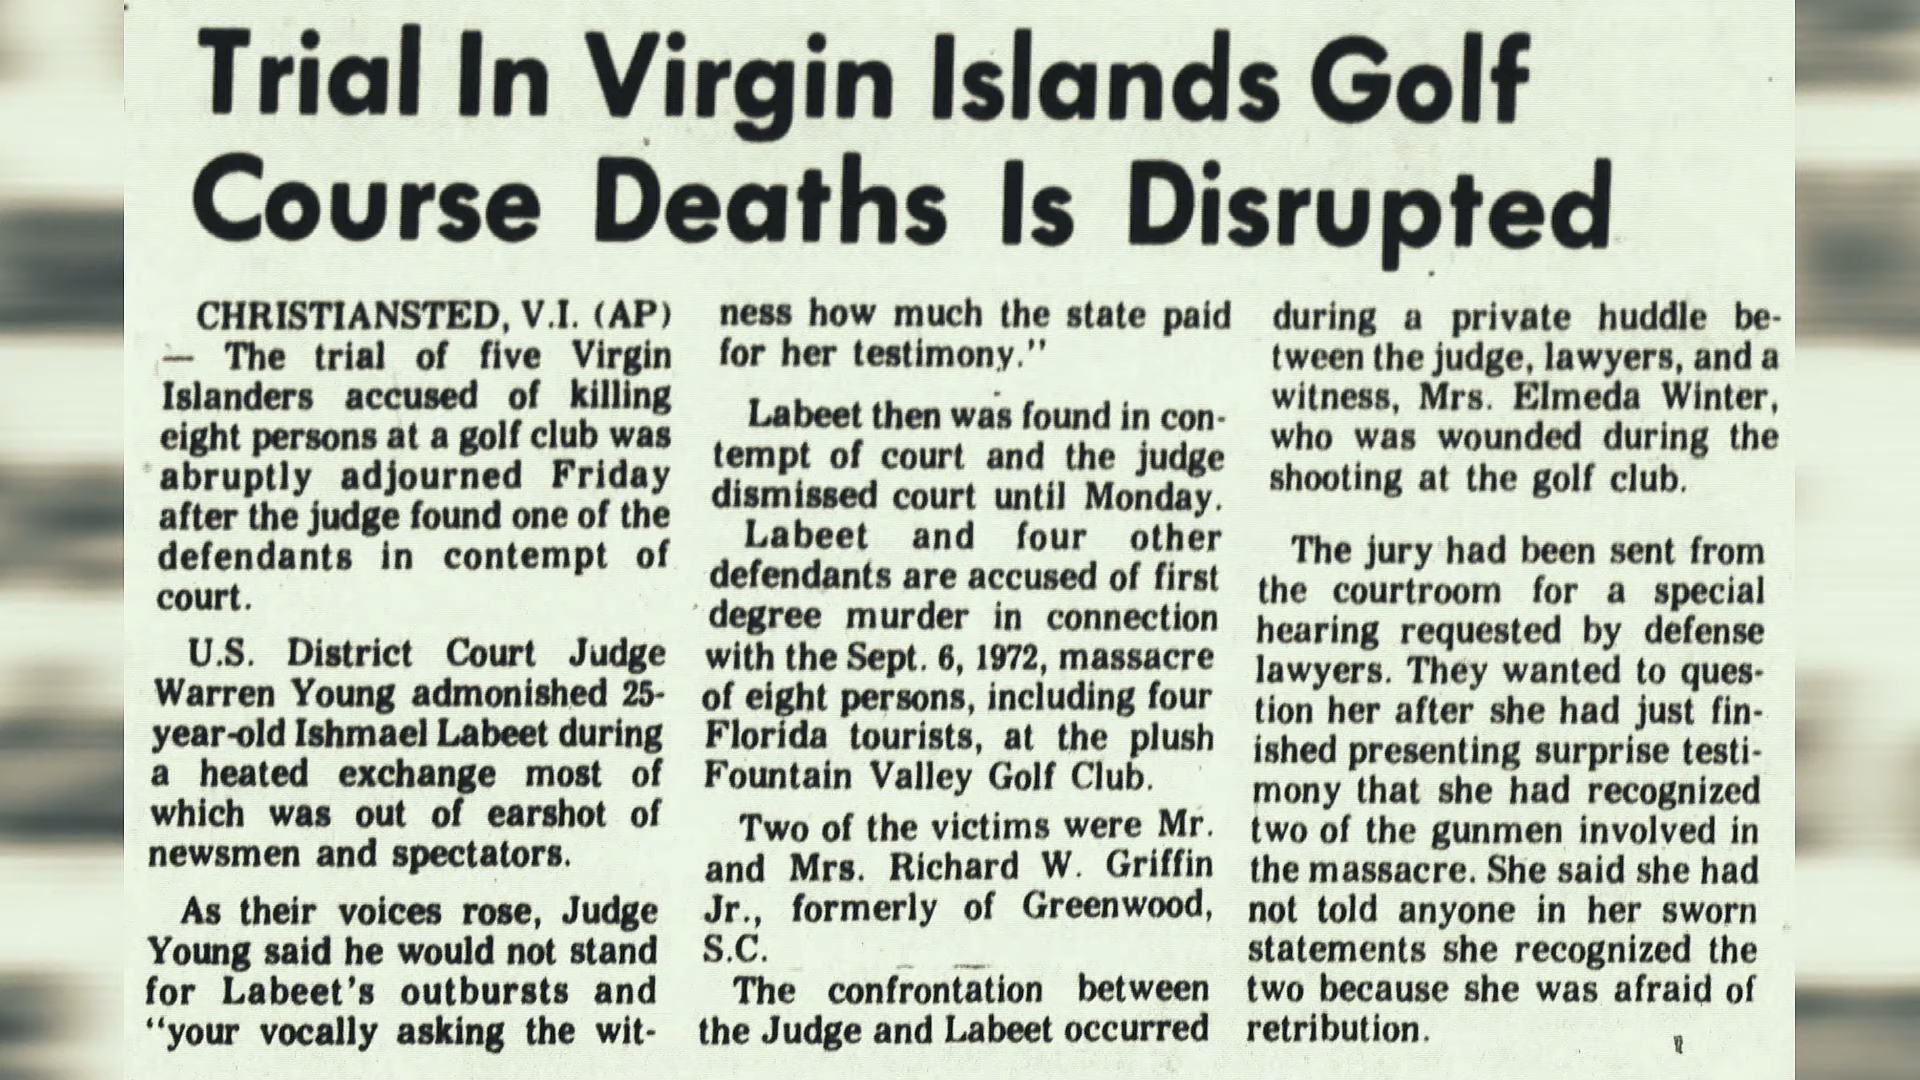 Trial In Virgin Islands Golf
Course Deaths Is Disrupted
CHRISTIANSTED, V.I. (AP)
— The trial of five Virgin
Islanders accused of killing
eight persons at a golf club was
abruptly adjourned Friday
after the judge found one of the
defendants in contempt of
court.
U.S. District Court Judge
Warren Young admonished 25-
year-old Ishmael Labeet during
a heated exchange most of
which was out of earshot of
newsmen and spectators.
As their voices rose, Judge
Young said he would not stand
for Labeet's outbursts and
"your vocally asking the wit-
ness how much the state paid
for her testimony."
Labeet then was found in con-
tempt of court and the judge
dismissed court until Monday.
Labeet and four other
defendants are accused of first
degree murder in connection
with the Sept. 6, 1972, massacre
of eight persons, including four
Florida tourists, at the plush
Fountain Valley Golf Club.
Two of the victims were Mr.
and Mrs. Richard W. Griffin
Jr., formerly of Greenwood,
S.C.
The confrontation between
the Judge and Labeet occurred
during a private huddle be-
tween the judge, lawyers, and a
witness, Mrs. Elmeda Winter,
who was wounded during the
shooting at the golf club.
The jury had been sent from
the courtroom for a special
hearing requested by defense
lawyers. They wanted to ques-
tion her after she had just fin-
ished presenting surprise testi-
mony that she had recognized
two of the gunmen involved in
the massacre. She said she had
not told anyone in her sworn
statements she recognized the
two because she was afraid of
retribution.